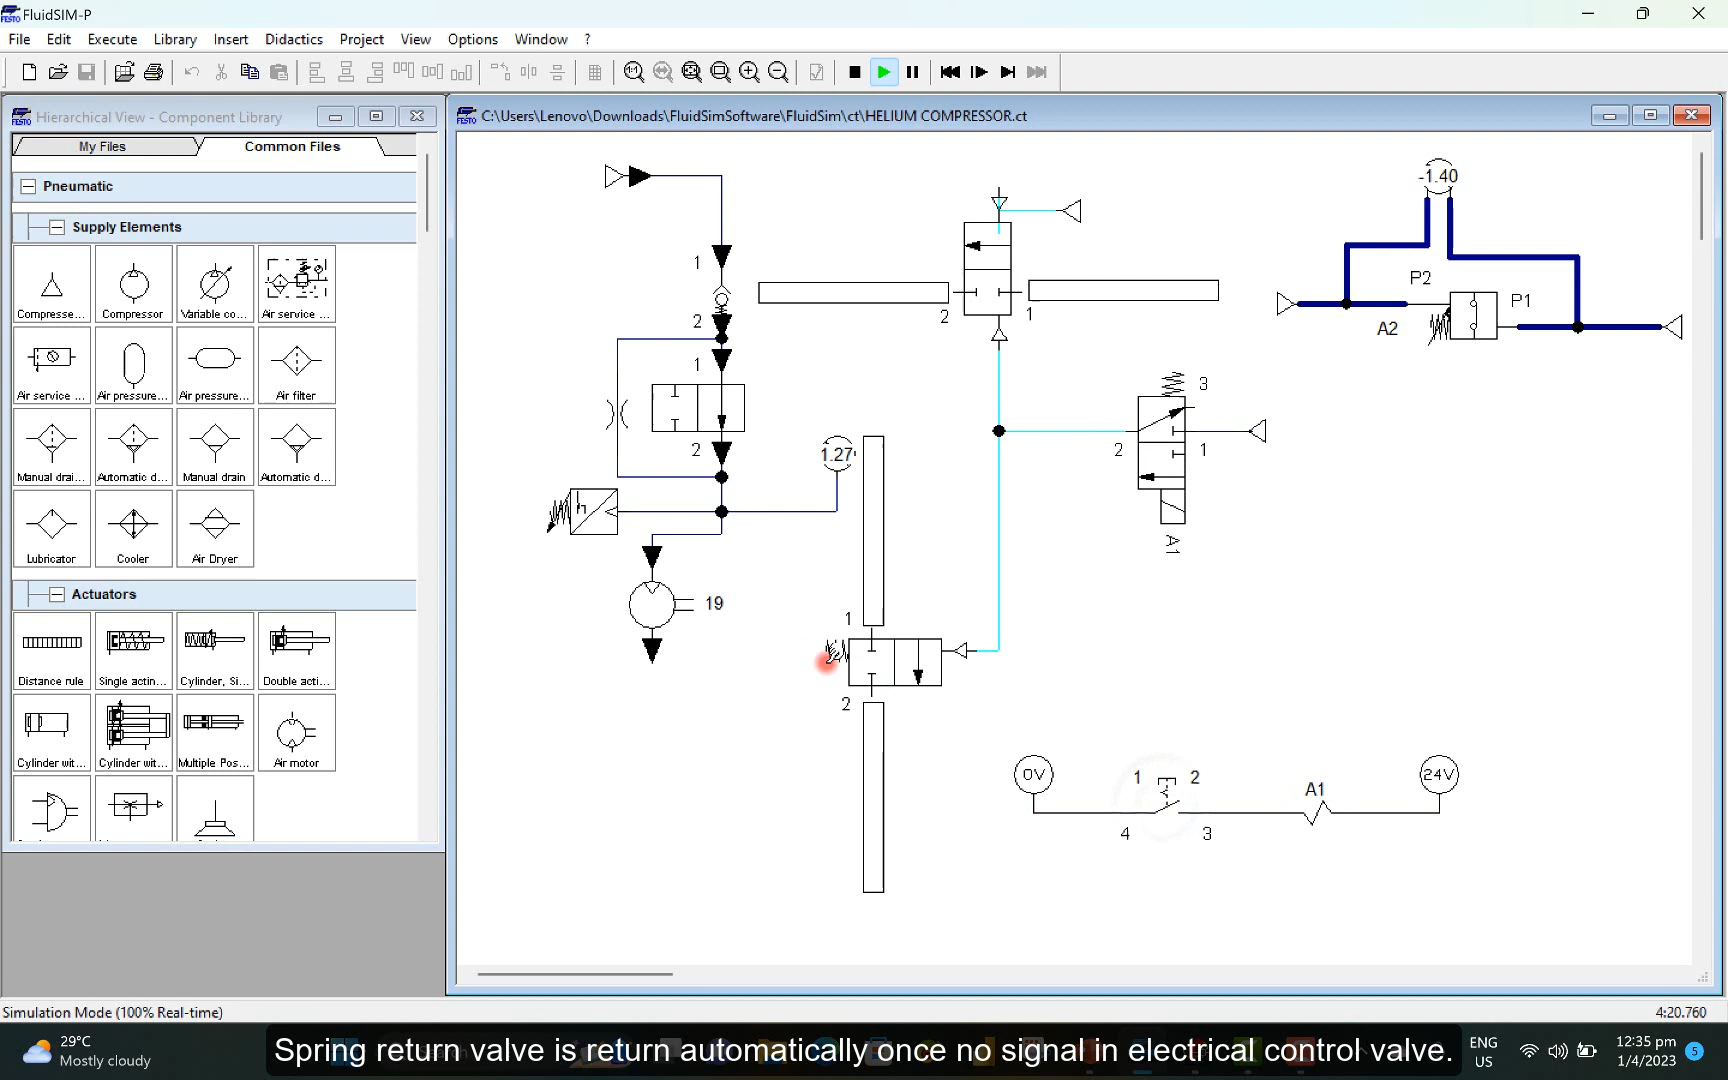 FluidSIM-P
File Edit Execute Library Insert Didactics Project View Options Window ?
Hierarchical View - Component Library
My Files Common Files
Pneumatic
Supply Elements
Compresse... Compressor Variable co... Air service ...
Air service ... Air pressure... Air pressure... Air filter
Manual drai... Automatic d... Manual drain Automatic d...
Lubricator Cooler Air Dryer
Actuators
Distance rule Single actin... Cylinder, Si... Double acti...
Cylinder wit... Cylinder wit... Multiple Pos... Air motor
C:\Users\Lenovo\Downloads\FluidSimSoftware\FluidSim\ct\HELIUM COMPRESSOR.ct
-1.40
1
P2
P1
2
2
1
A2
1
3
2
1.27
2
1
A1
19
1
2
0V
1
2
A1
24V
4
3
Simulation Mode (100% Real-time)
4:20.760
29°C
Mostly cloudy
Spring return valve is return automatically once no signal in electrical control valve.
ENG
US
12:35 pm
1/4/2023
5